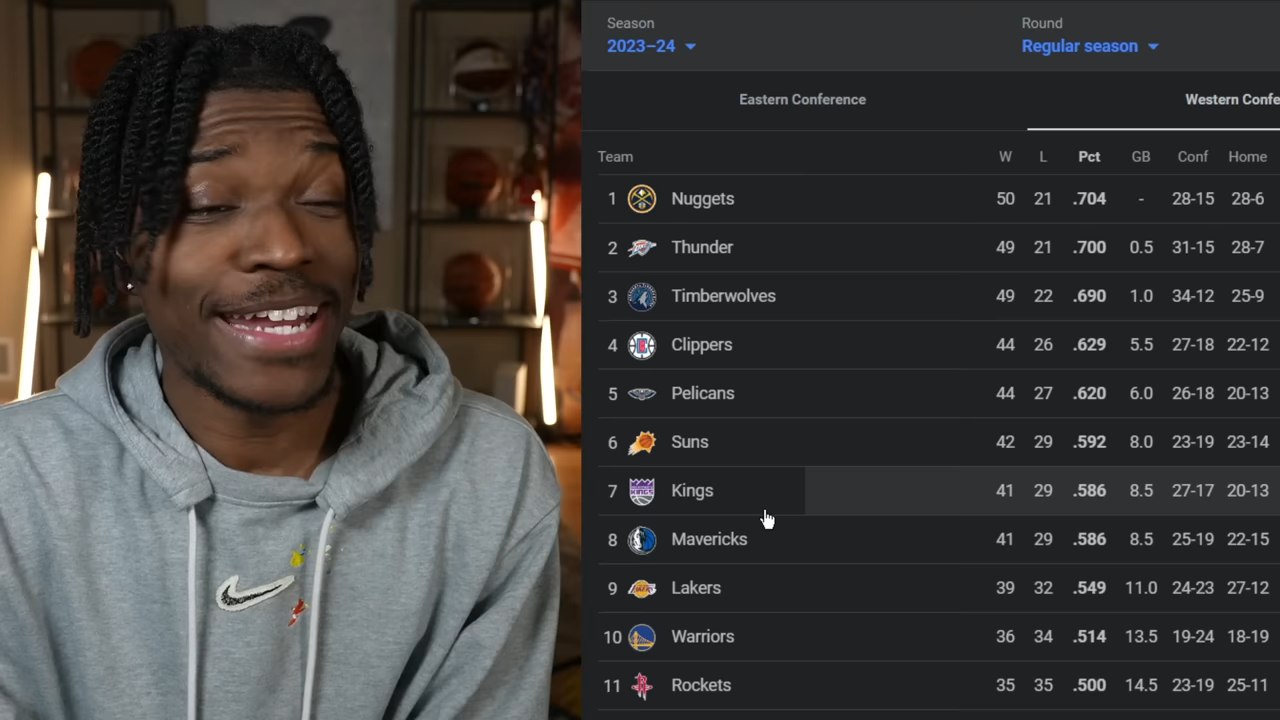 Season
2023–24
Round
Regular season
Eastern Conference
Western Confe
Team W L Pct GB Conf Home
1 Nuggets 50 21 .704 - 28-15 28-6
2 Thunder 49 21 .700 0.5 31-15 28-7
3 Timberwolves 49 22 .690 1.0 34-12 25-9
4 Clippers 44 26 .629 5.5 27-18 22-12
5 Pelicans 44 27 .620 6.0 26-18 20-13
6 Suns 42 29 .592 8.0 23-19 23-14
7 Kings 41 29 .586 8.5 27-17 20-13
8 Mavericks 41 29 .586 8.5 25-19 22-15
9 Lakers 39 32 .549 11.0 24-23 27-12
10 Warriors 36 34 .514 13.5 19-24 18-19
11 Rockets 35 35 .500 14.5 23-19 25-11